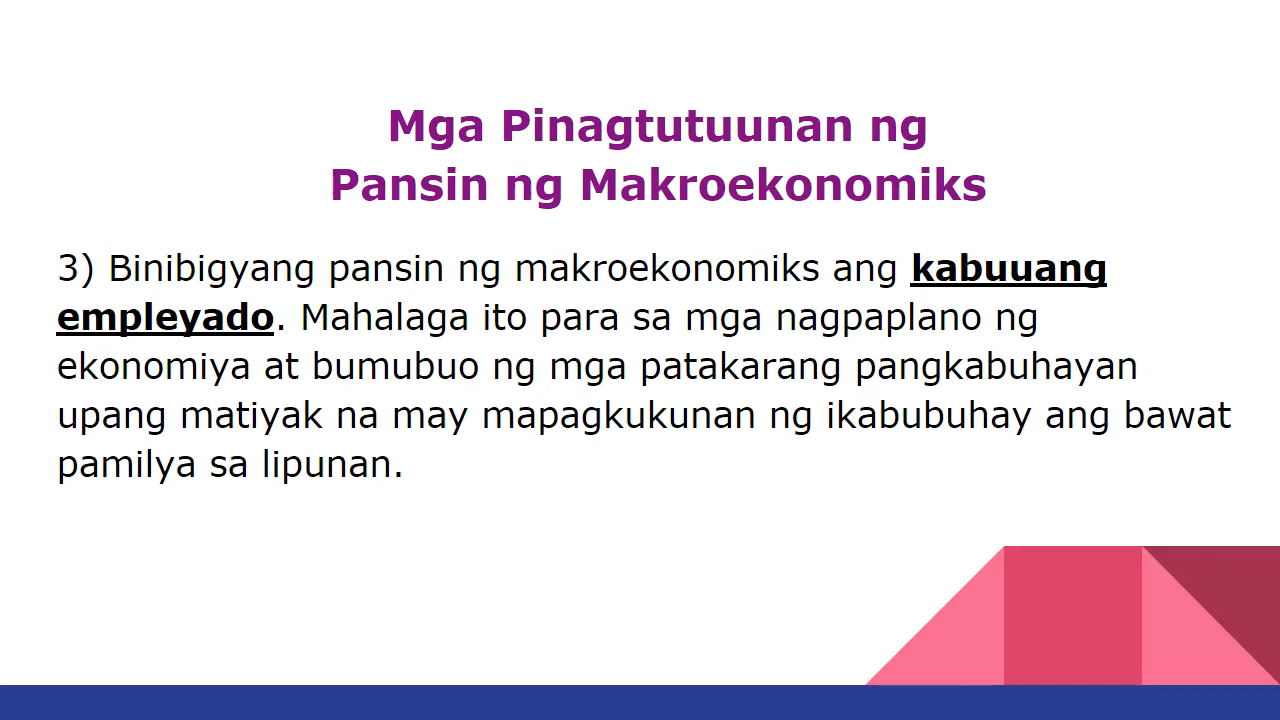 Mga Pinagtutuunan ng
Pansin ng Makroekonomiks
3) Binibigyang pansin ng makroekonomiks ang kabuuang
empleyado. Mahalaga ito para sa mga nagpaplano ng
ekonomiya at bumubuo ng mga patakarang pangkabuhayan
upang matiyak na may mapagkukunan ng ikabubuhay ang bawat
pamilya sa lipunan.